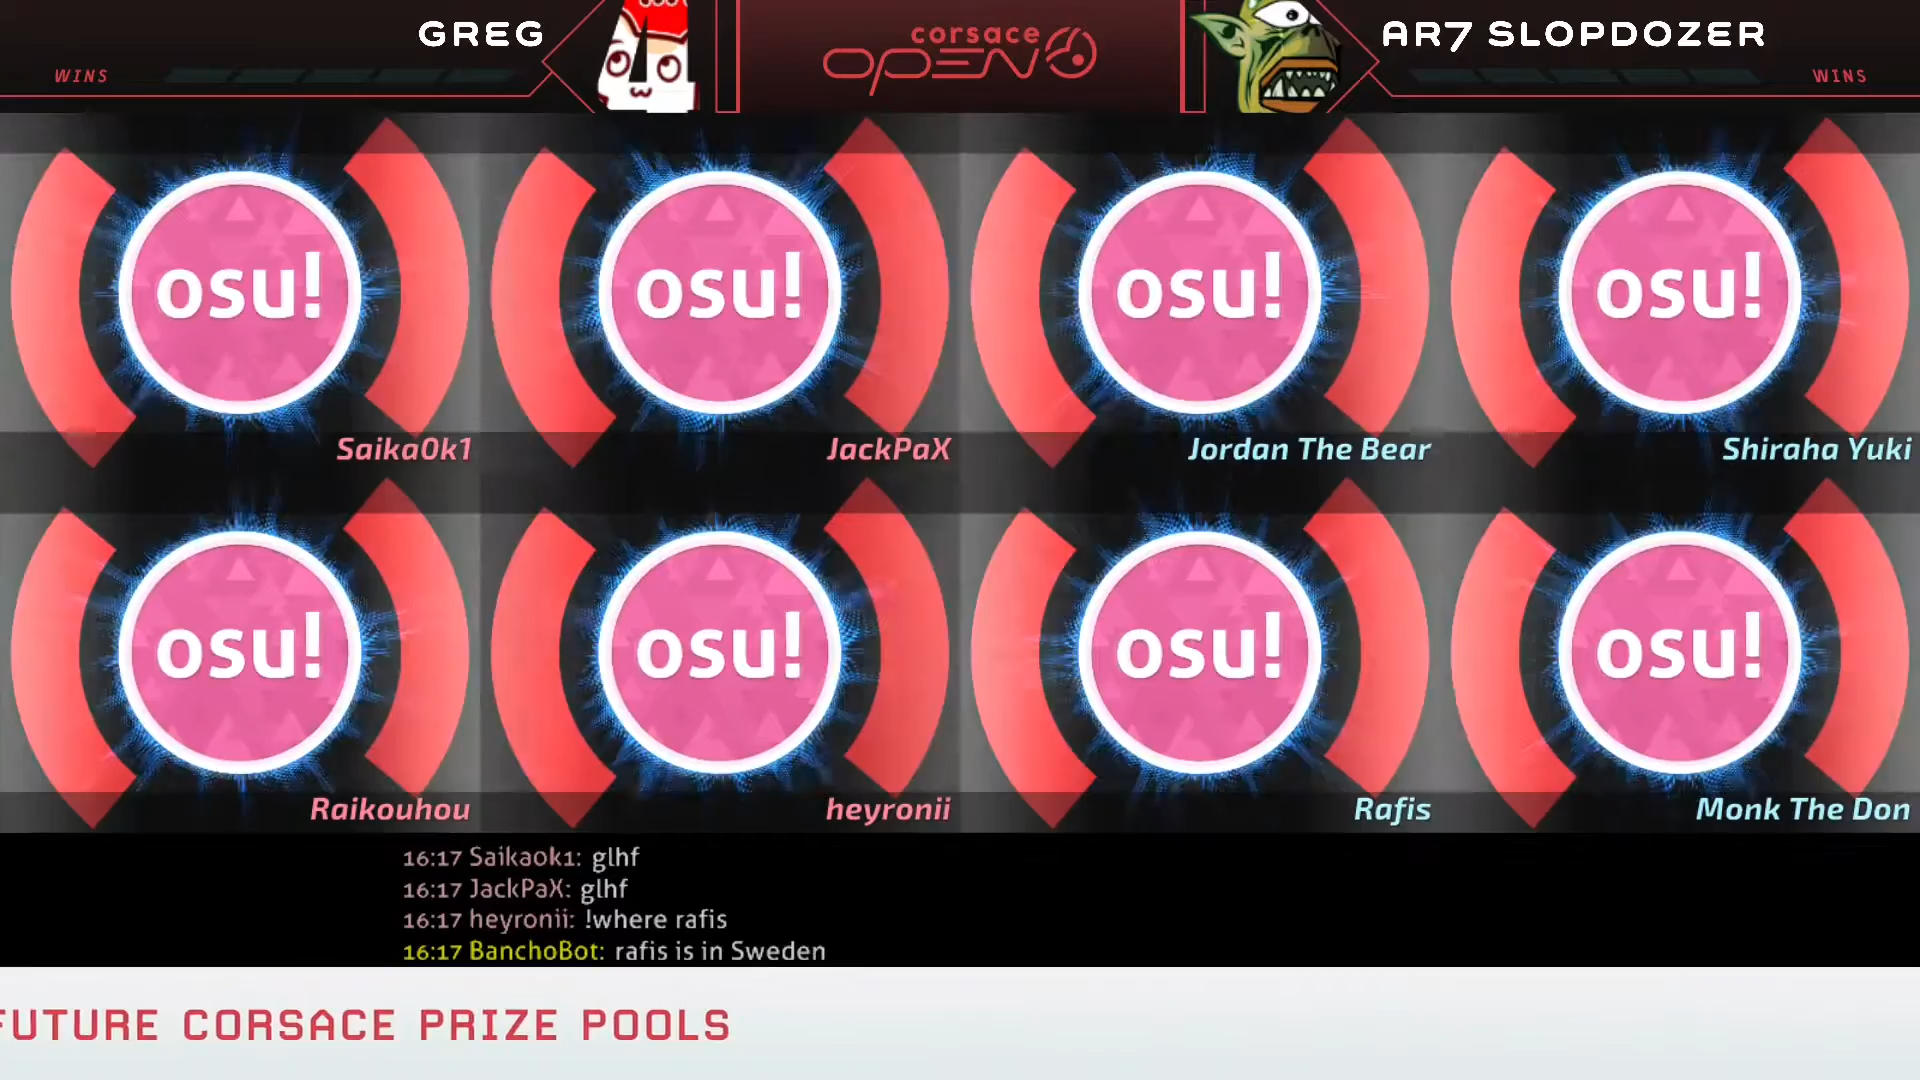 GREG
corsace
open
AR7 SLOPDOZER
WINS
WINS
osu!
osu!
osu!
osu!
Saika0k1
JackPaX
Jordan The Bear
Shiraha Yuki
osu!
osu!
osu!
osu!
Raikouhou
heyronii
Rafis
Monk The Don
16:17 Saikaok1: glhf
16:17 JackPaX: glhf
16:17 heyronii: !where rafis
16:17 BanchoBot: rafis is in Sweden
FUTURE CORSACE PRIZE POOLS